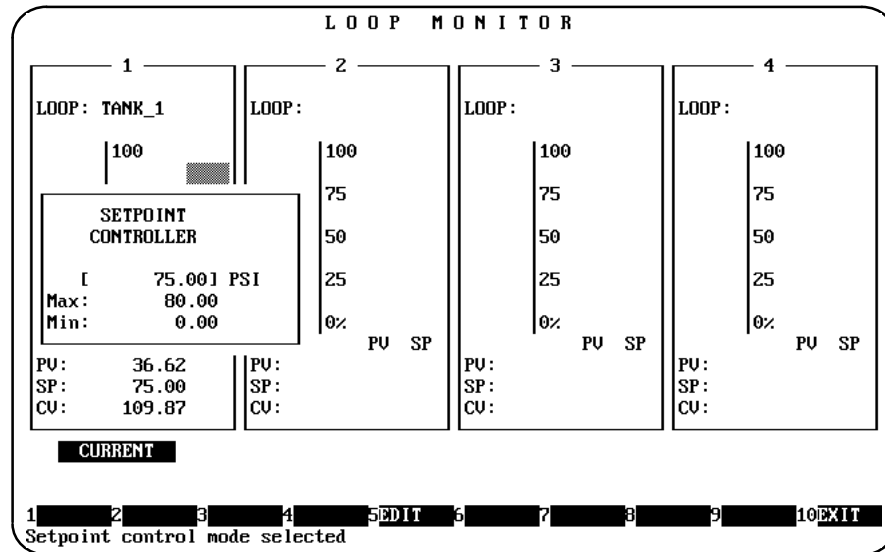 LOOP MONITOR
1
LOOP: TANK_1
100
SETPOINT
CONTROLLER
[ 75.00] PSI
Max: 80.00
Min: 0.00
PV: 36.62
SP: 75.00
CV: 109.87
2
LOOP:
100
75
50
25
0%
PV SP
PV:
SP:
CV:
3
LOOP:
100
75
50
25
0%
PV SP
PV:
SP:
CV:
4
LOOP:
100
75
50
25
0%
PV SP
PV:
SP:
CV:
CURRENT
1 2 3 4 5EDIT 6 7 8 9 10EXIT
Setpoint control mode selected